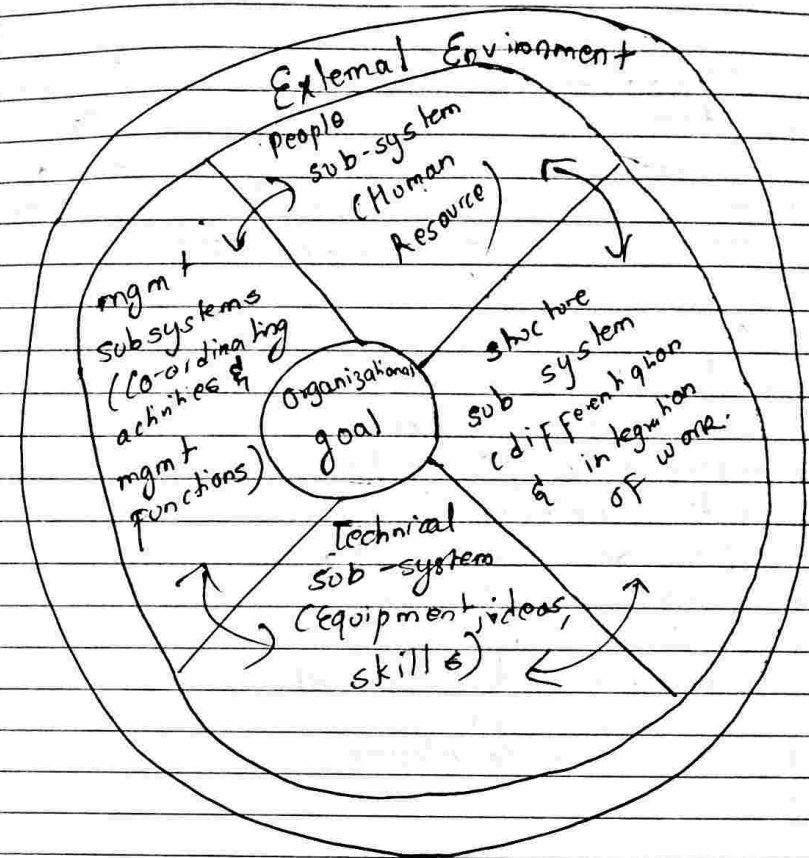 External Environment
people
sub-system
(Human
Resource)
mgmt
subsystems
(Co-ordinating
activities &
mgmt
functions)
Organizational
goal
structure
sub system
(differentiation
& integration
of work.
Technical
sub-system
(Equipment, ideas,
skills)